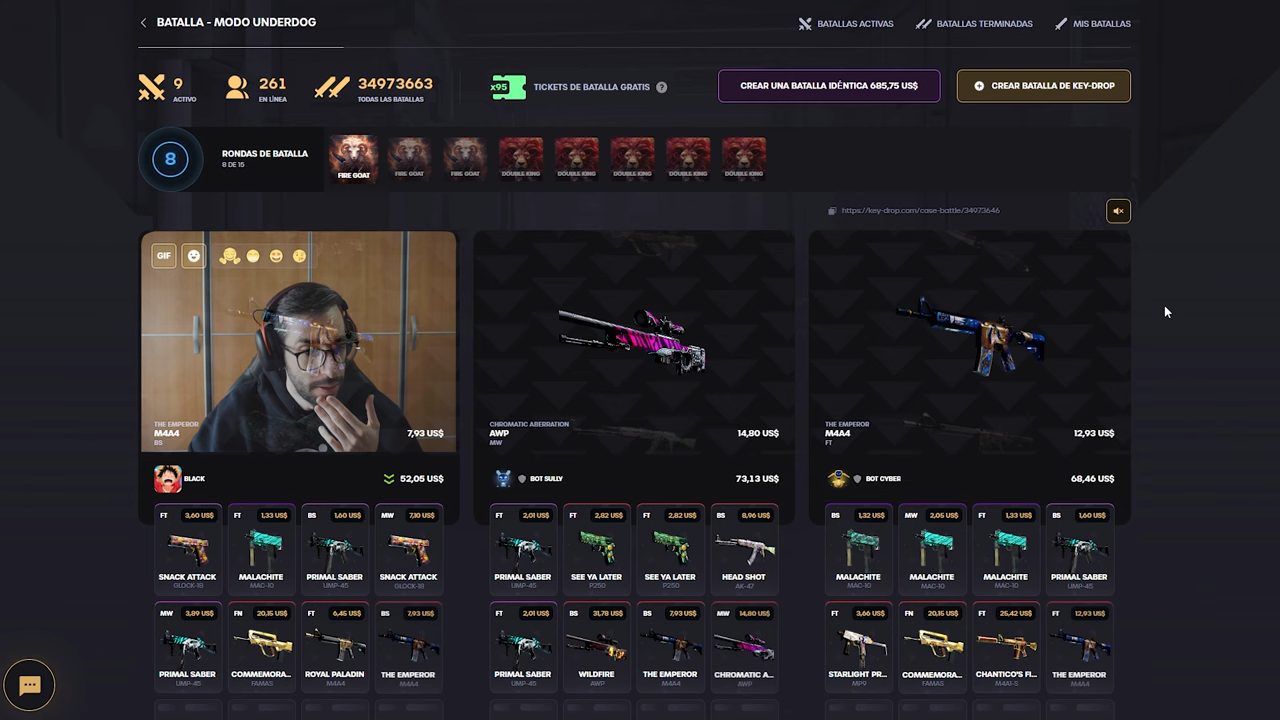 BATALLA - MODO UNDERDOG
BATALLAS ACTIVAS
BATALLAS TERMINADAS
MIS BATALLAS
9
ACTIVO
261
EN LÍNEA
34973663
TODAS LAS BATALLAS
x95
TICKETS DE BATALLA GRATIS
?
CREAR UNA BATALLA IDÉNTICA 685,75 US$
CREAR BATALLA DE KEY-DROP
8
RONDAS DE BATALLA
8 DE 15
FIRE GOAT
FIRE GOAT
FIRE GOAT
DOUBLE KING
DOUBLE KING
DOUBLE KING
DOUBLE KING
DOUBLE KING
https://key-drop.com/case-battle/34973646
GIF
THE EMPEROR
M4A4
BS
7,93 US$
CHROMATIC ABERRATION
AWP
MW
14,80 US$
THE EMPEROR
M4A4
FT
12,93 US$
BLACK
52,05 US$
BOT SULLY
73,13 US$
BOT CYBER
68,46 US$
FT 3,60 US$
SNACK ATTACK
GLOCK-18
FT 1,33 US$
MALACHITE
MAC-10
BS 1,60 US$
PRIMAL SABER
UMP-45
MW 7,10 US$
SNACK ATTACK
GLOCK-18
FT 2,01 US$
PRIMAL SABER
UMP-45
FT 2,82 US$
SEE YA LATER
P250
FT 2,82 US$
SEE YA LATER
P250
BS 8,96 US$
HEAD SHOT
AK-47
BS 1,32 US$
MALACHITE
MAC-10
MW 2,05 US$
MALACHITE
MAC-10
FT 1,33 US$
MALACHITE
MAC-10
BS 1,60 US$
PRIMAL SABER
UMP-45
MW 3,89 US$
PRIMAL SABER
UMP-45
FN 20,15 US$
COMMEMORA...
FAMAS
FT 6,45 US$
ROYAL PALADIN
M4A4
BS 7,93 US$
THE EMPEROR
M4A4
FT 2,01 US$
PRIMAL SABER
UMP-45
BS 31,78 US$
WILDFIRE
AWP
BS 7,93 US$
THE EMPEROR
M4A4
MW 14,80 US$
CHROMATIC A...
AWP
FT 3,66 US$
STARLIGHT PR...
MP9
FN 20,15 US$
COMMEMORA...
FAMAS
FT 25,42 US$
CHANTICO'S FI...
M4A1-S
FT 12,93 US$
THE EMPEROR
M4A4